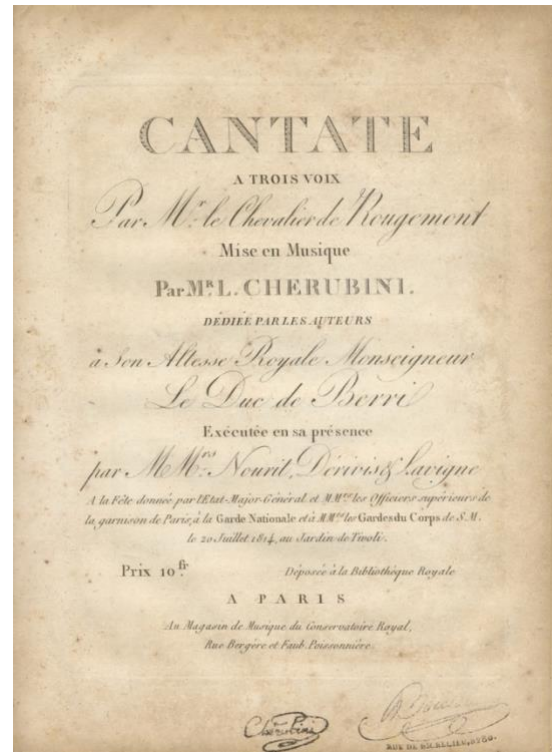 CANTATE
A TROIS VOIX
Par Mr. le Chevalier de Rougemont
Mise en Musique
Par MR. L. CHERUBINI.
DÉDIÉE PAR LES AUTEURS
à Son Altesse Royale Monseigneur
Le Duc de Berri
Exécutée en sa présence
par MMrs. Nourit, Dérivis & Lavigne
A la Fête donnée par l'Etat-Major-Général et MMrs les Officiers supérieurs de
la garnison de Paris, à la Garde Nationale et à MMrs les Gardes du Corps de S.M.
le 20 Juillet 1814, au Jardin de Tivoli.
Prix 10 fr. Déposée à la Bibliothéque Royale
A PARIS
Au Magasin de Musique du Conservatoire Royal,
Rue Bergère et Faub. Poissonnière.
Cherubini
RUE DE RICHELIEU,